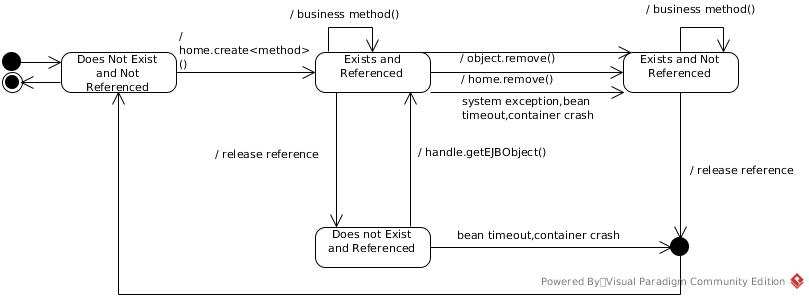 / business method()
/ business method()
/
home.create<method>
()
Does Not Exist
and Not
Referenced
Exists and
Referenced
/ object.remove()
/ home.remove()
system exception,bean
timeout,container crash
Exists and Not
Referenced
/ release reference
/ handle.getEJBObject()
/ release reference
Does not Exist
and Referenced
bean timeout,container crash
Powered By▯Visual Paradigm Community Edition